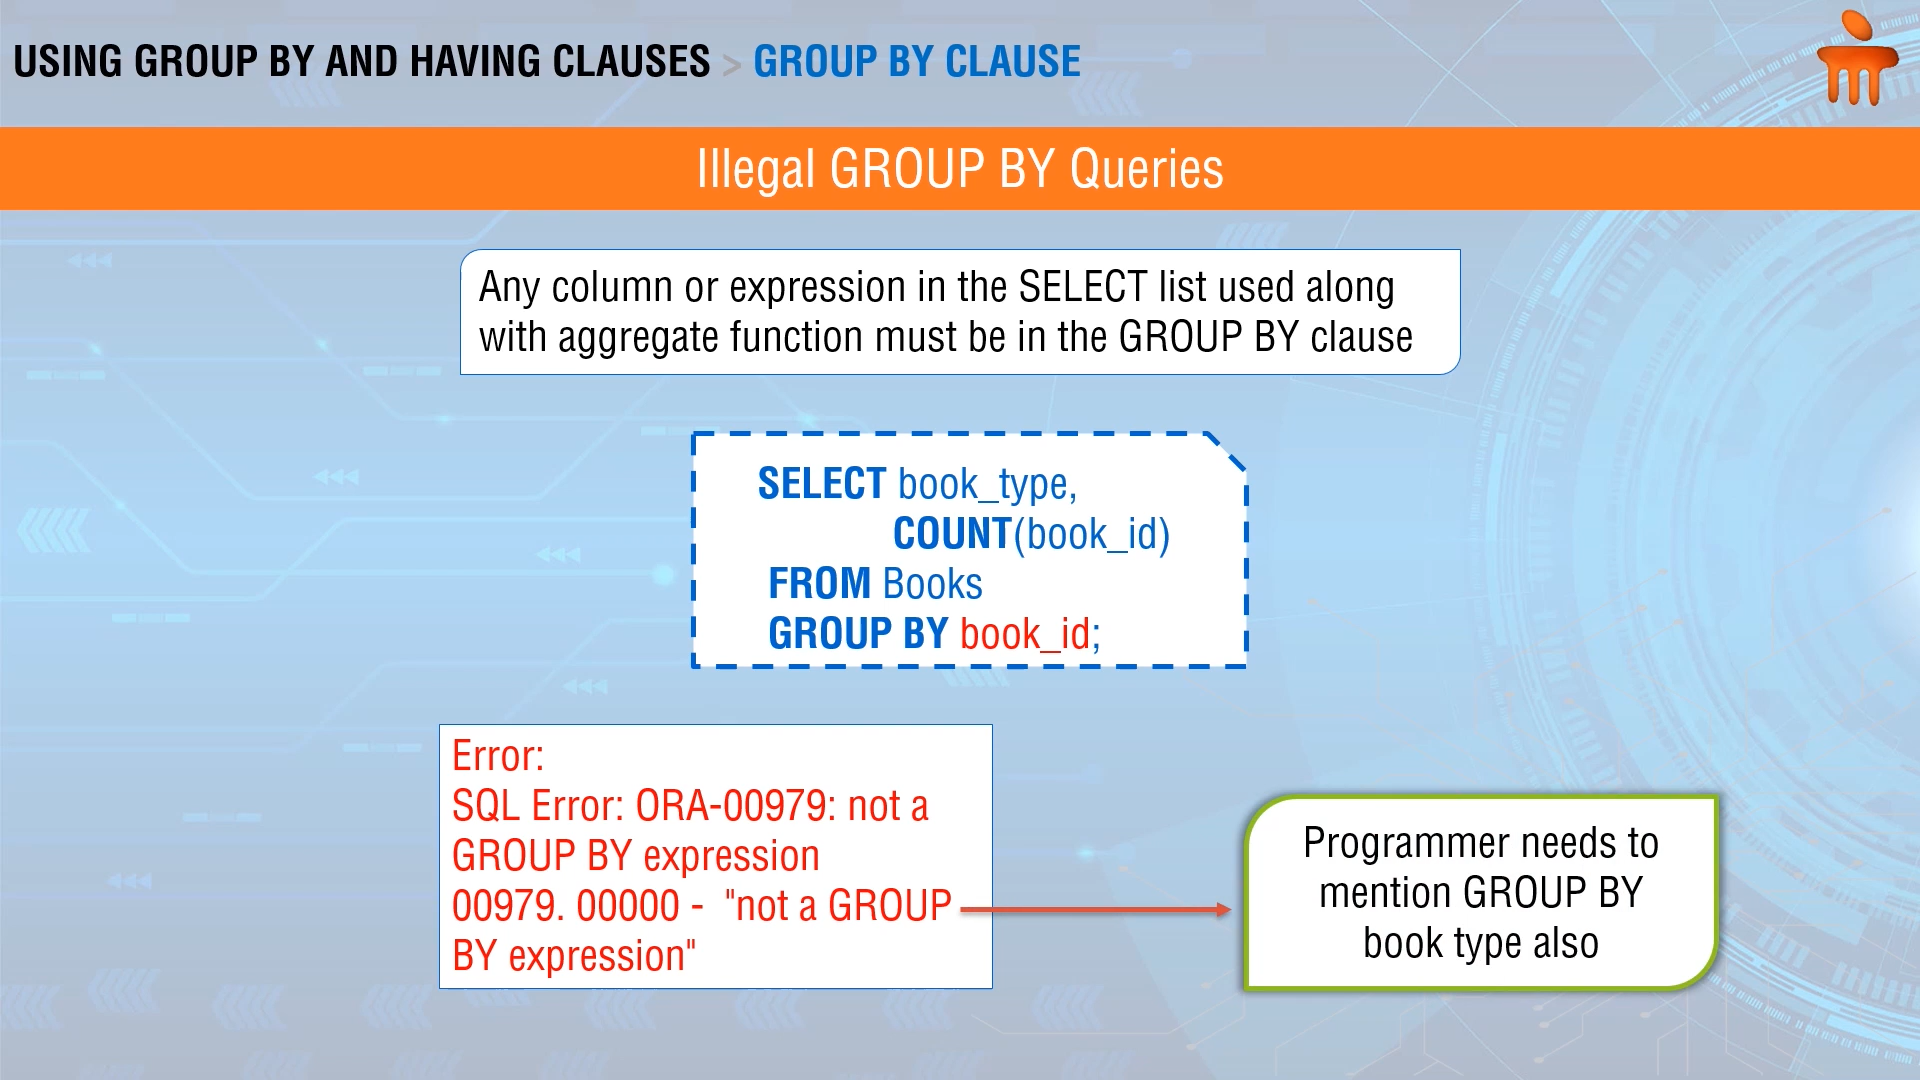 USING GROUP BY AND HAVING CLAUSES > GROUP BY CLAUSE
Illegal GROUP BY Queries
Any column or expression in the SELECT list used along
with aggregate function must be in the GROUP BY clause
SELECT book_type,
COUNT(book_id)
FROM Books
GROUP BY book_id;
Error:
SQL Error: ORA-00979: not a
GROUP BY expression
00979. 00000 - "not a GROUP
BY expression"
Programmer needs to
mention GROUP BY
book type also